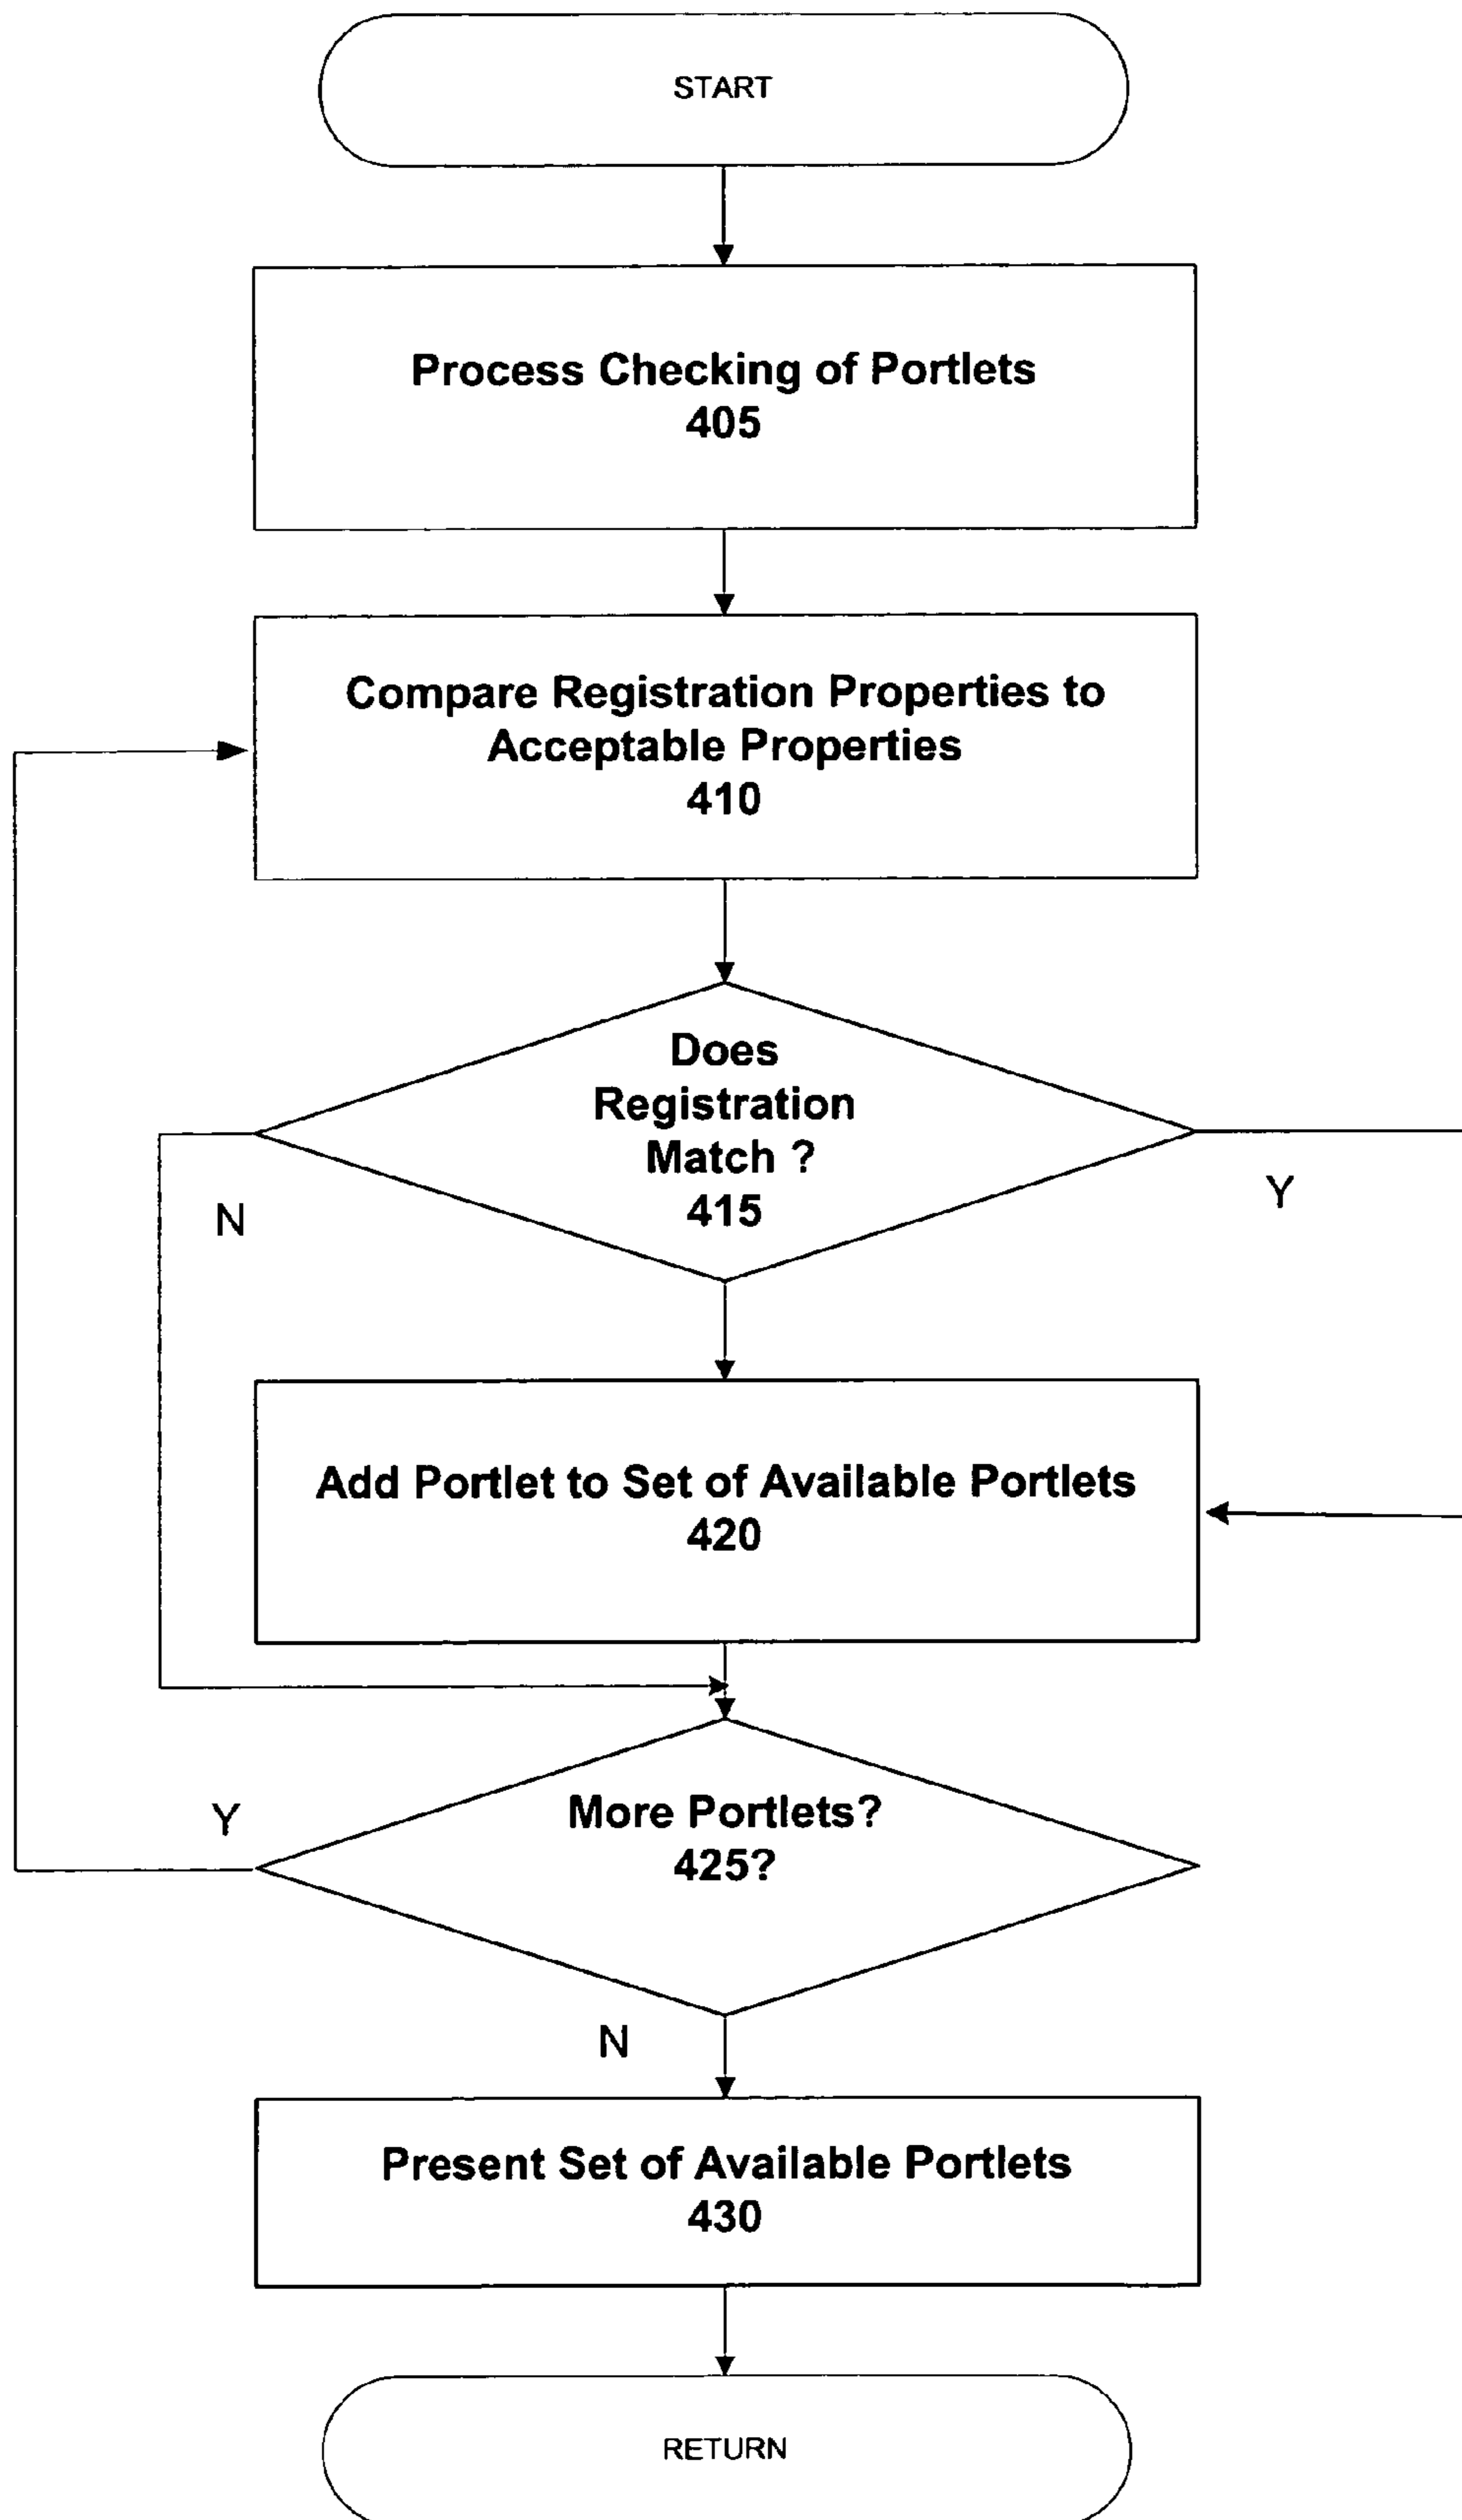 START
Process Checking of Portlets
405
Compare Registration Properties to
Acceptable Properties
410
Does
Registration
Match ?
415
N
Y
Add Portlet to Set of Available Portlets
420
More Portlets?
425?
Y
N
Present Set of Available Portlets
430
RETURN